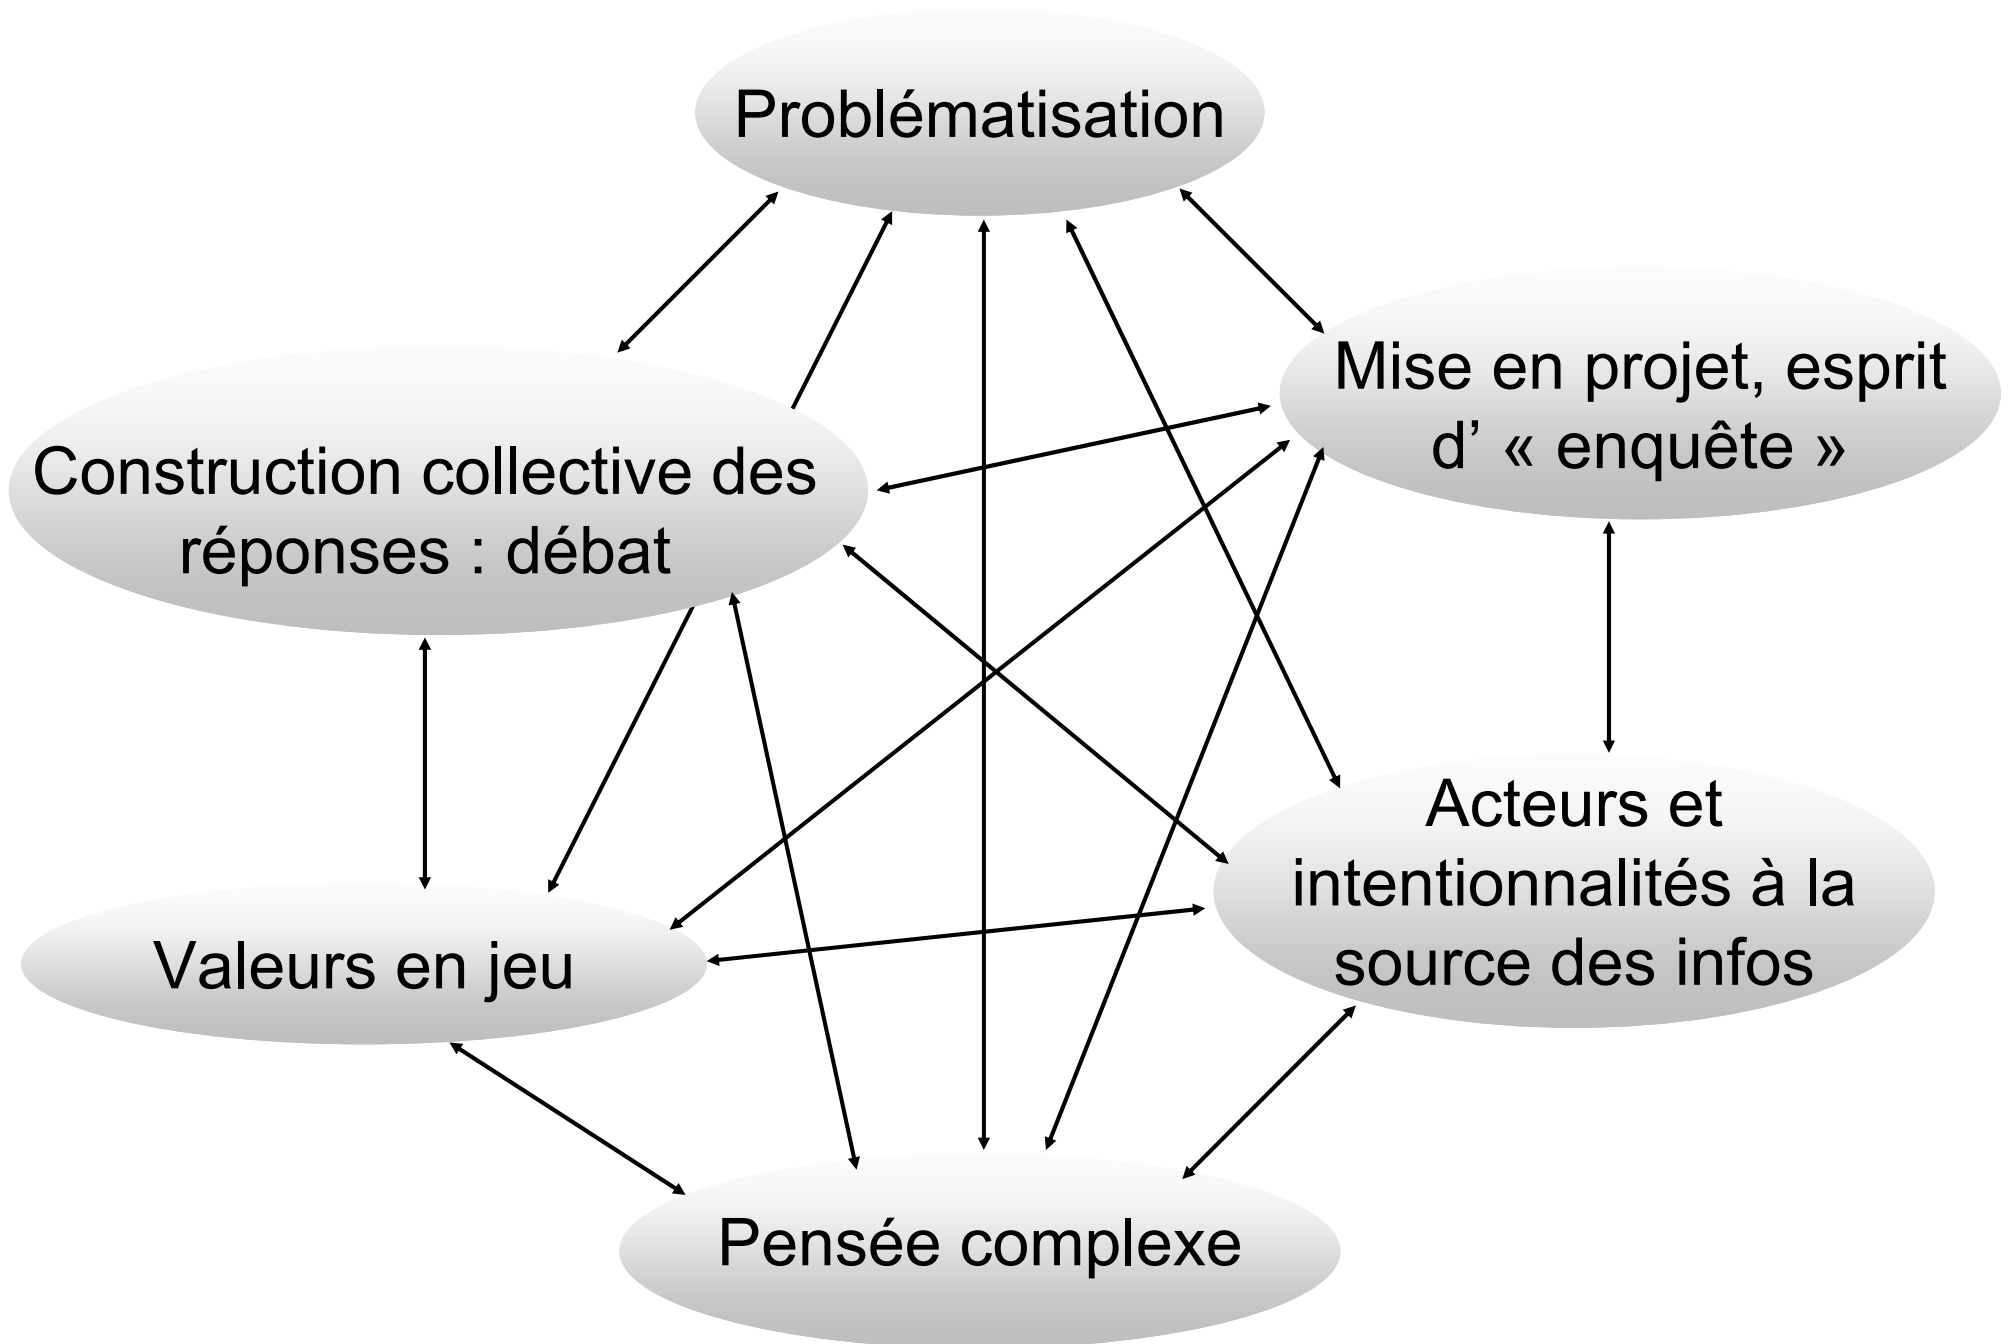 Problématisation
Mise en projet, esprit
d’ « enquête »
Construction collective des
réponses : débat
Acteurs et
intentionnalités à la
source des infos
Valeurs en jeu
Pensée complexe